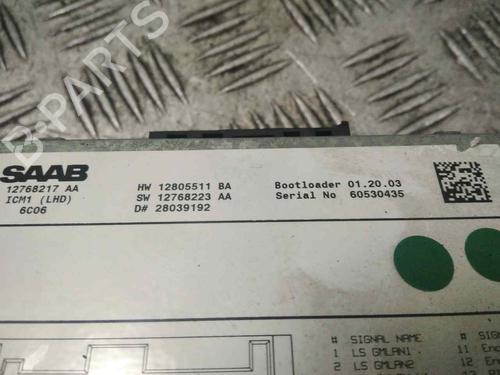 B-PARTS
SAAB
12768217 AA
ICM1 (LHD)
6C06
HW 12805511 BA
SW 12768223 AA
D# 28039192
Bootloader 01.20.03
Serial No 60530435
# SIGNAL NAME #
1 LS GMLAN1 11
2 LS GMLAN2 12